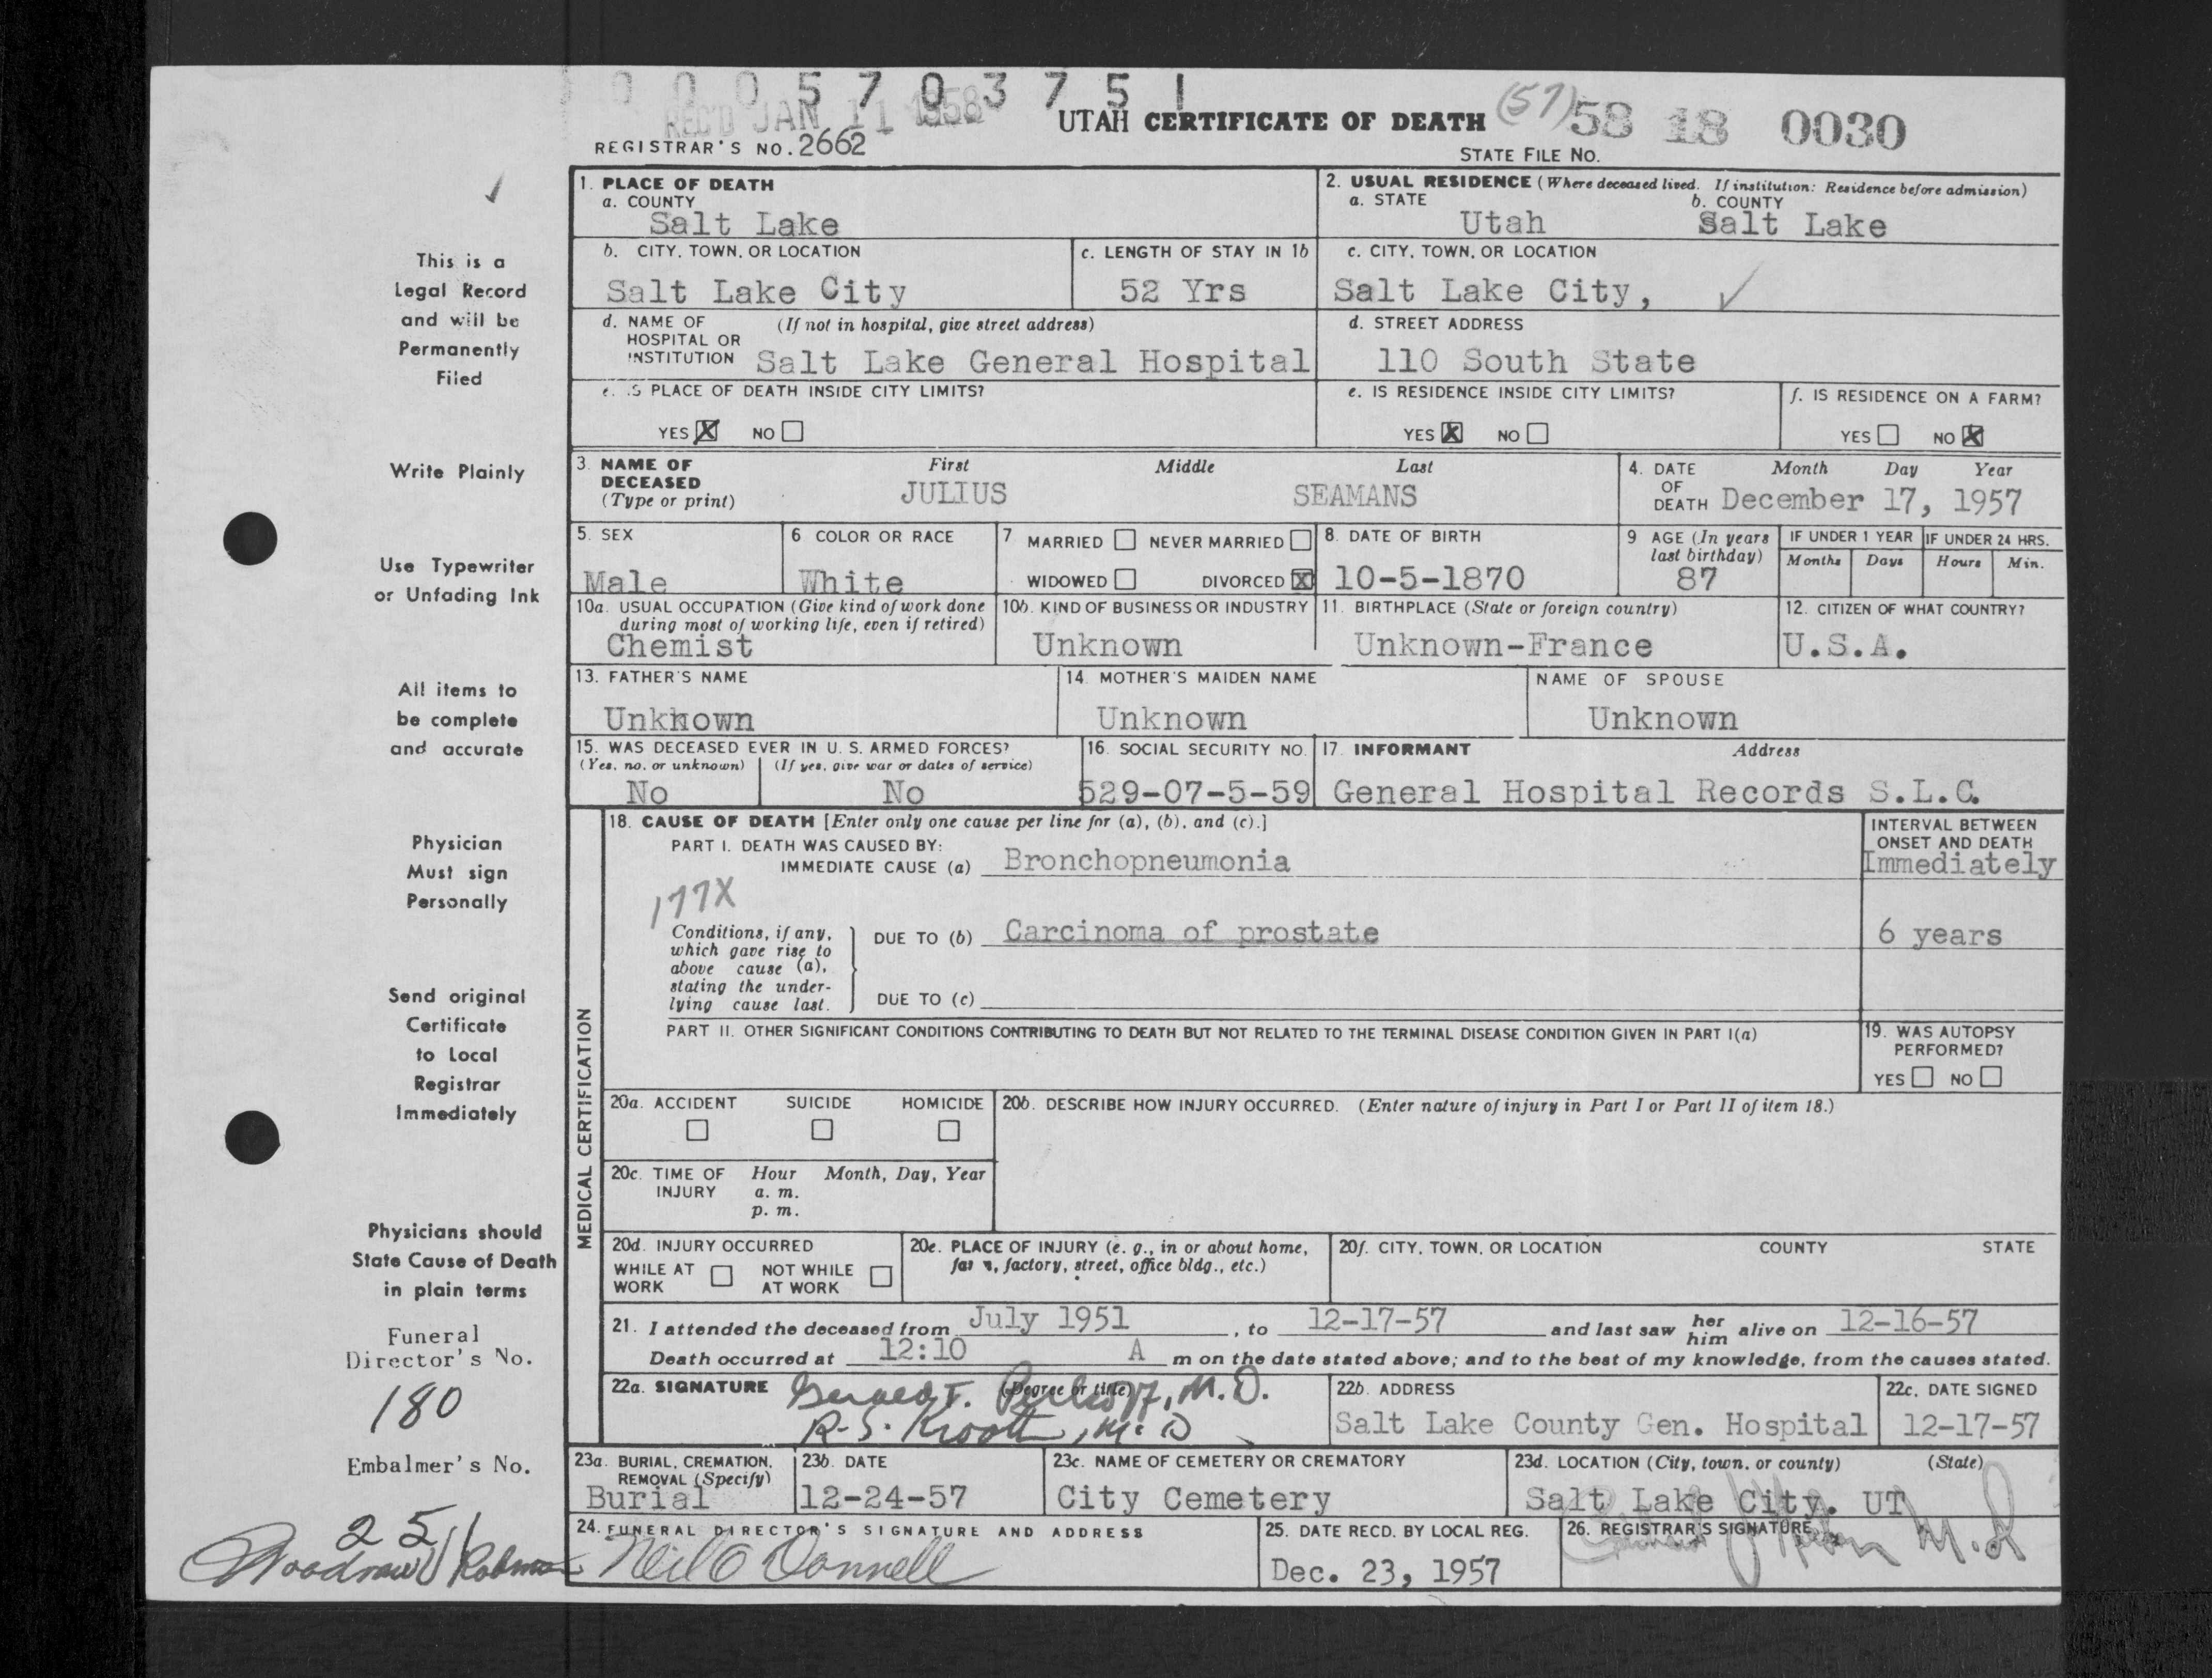 0 0 0 5 7 0 3 7 5 1
REC'D JAN 11 1958
UTAH CERTIFICATE OF DEATH (57) 58 18 0030
REGISTRAR'S NO. 2662
STATE FILE NO.
This is a
Legal Record
and will be
Permanently
Filed
Write Plainly
Use Typewriter
or Unfading Ink
All items to
be complete
and accurate
Physician
Must sign
Personally
Send original
Certificate
to Local
Registrar
Immediately
Physicians should
State Cause of Death
in plain terms
Funeral
Director's No.
180
Embalmer's No.
251
1. PLACE OF DEATH
a. COUNTY
Salt Lake
2. USUAL RESIDENCE (Where deceased lived. If institution: Residence before admission)
a. STATE b. COUNTY
Utah Salt Lake
b. CITY, TOWN, OR LOCATION
Salt Lake City
c. LENGTH OF STAY IN 1b
52 Yrs
c. CITY, TOWN, OR LOCATION
Salt Lake City,
d. NAME OF (If not in hospital, give street address)
HOSPITAL OR
INSTITUTION Salt Lake General Hospital
d. STREET ADDRESS
110 South State
e. IS PLACE OF DEATH INSIDE CITY LIMITS?
YES X NO
e. IS RESIDENCE INSIDE CITY LIMITS?
YES X NO
f. IS RESIDENCE ON A FARM?
YES NO X
3. NAME OF First Middle Last
DECEASED
(Type or print) JULIUS SEAMANS
4. DATE Month Day Year
OF
DEATH December 17, 1957
5. SEX
Male
6 COLOR OR RACE
White
7 MARRIED NEVER MARRIED
WIDOWED DIVORCED X
8. DATE OF BIRTH
10-5-1870
9 AGE (In years
last birthday)
87
IF UNDER 1 YEAR
Months Days
IF UNDER 24 HRS.
Hours Min.
10a. USUAL OCCUPATION (Give kind of work done
during most of working life, even if retired)
Chemist
10b. KIND OF BUSINESS OR INDUSTRY
Unknown
11. BIRTHPLACE (State or foreign country)
Unknown-France
12. CITIZEN OF WHAT COUNTRY?
U.S.A.
13. FATHER'S NAME
Unknown
14. MOTHER'S MAIDEN NAME
Unknown
NAME OF SPOUSE
Unknown
15. WAS DECEASED EVER IN U. S. ARMED FORCES?
(Yes, no, or unknown) (If yes, give war or dates of service)
No No
16. SOCIAL SECURITY NO.
529-07-5-59
17. INFORMANT Address
General Hospital Records S.L.C.
MEDICAL CERTIFICATION
18. CAUSE OF DEATH [Enter only one cause per line for (a), (b), and (c).]
PART I. DEATH WAS CAUSED BY:
IMMEDIATE CAUSE (a) Bronchopneumonia
INTERVAL BETWEEN
ONSET AND DEATH
Immediately
177X
Conditions, if any,
which gave rise to
above cause (a),
stating the under-
lying cause last.
DUE TO (b) Carcinoma of prostate
6 years
DUE TO (c)
PART II. OTHER SIGNIFICANT CONDITIONS CONTRIBUTING TO DEATH BUT NOT RELATED TO THE TERMINAL DISEASE CONDITION GIVEN IN PART I(a)
19. WAS AUTOPSY
PERFORMED?
YES NO
20a. ACCIDENT SUICIDE HOMICIDE
20b. DESCRIBE HOW INJURY OCCURRED. (Enter nature of injury in Part I or Part II of item 18.)
20c. TIME OF Hour Month, Day, Year
INJURY a. m.
p. m.
20d. INJURY OCCURRED
WHILE AT NOT WHILE
WORK AT WORK
20e. PLACE OF INJURY (e. g., in or about home,
factory, street, office bldg., etc.)
20f. CITY, TOWN, OR LOCATION COUNTY STATE
21. I attended the deceased from July 1951, to 12-17-57 and last saw her him alive on 12-16-57
Death occurred at 12:10 A m on the date stated above; and to the best of my knowledge, from the causes stated.
22a. SIGNATURE (Degree or title) M.D.
R.S. Krooth, M.D
22b. ADDRESS
Salt Lake County Gen. Hospital
22c. DATE SIGNED
12-17-57
23a. BURIAL, CREMATION,
REMOVAL (Specify)
Burial
23b. DATE
12-24-57
23c. NAME OF CEMETERY OR CREMATORY
City Cemetery
23d. LOCATION (City, town, or county) (State)
Salt Lake City. UT
24. FUNERAL DIRECTOR'S SIGNATURE AND ADDRESS
Neil O Donnell
25. DATE RECD. BY LOCAL REG.
Dec. 23, 1957
26. REGISTRAR'S SIGNATURE
M.D